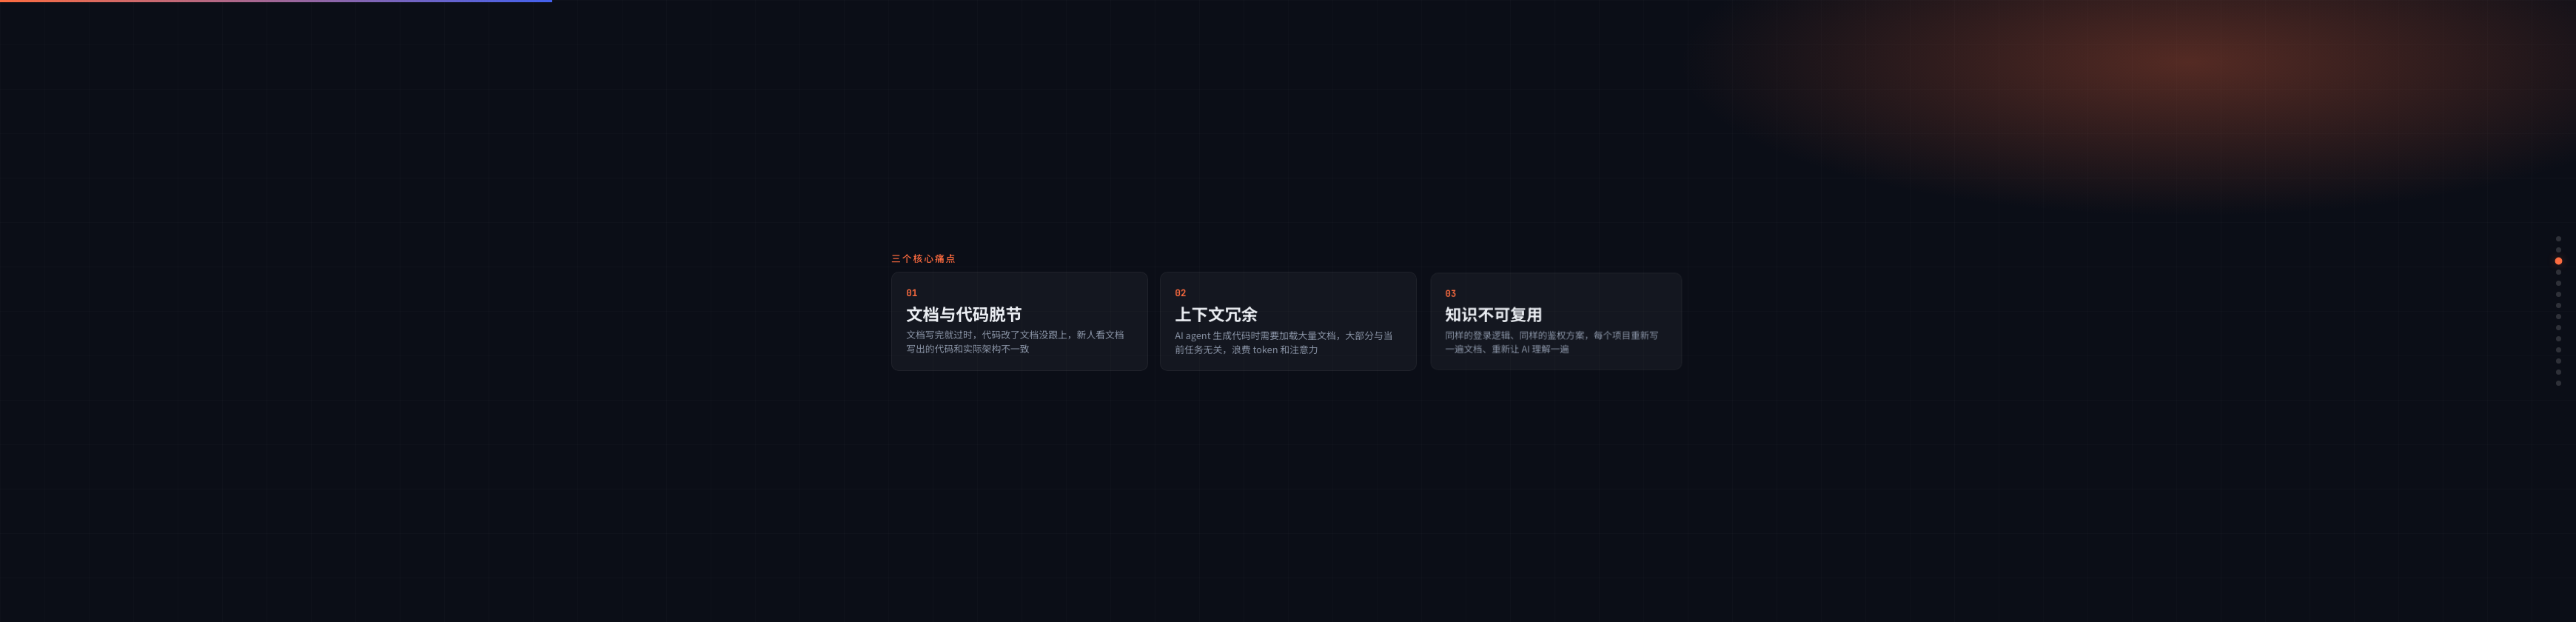 三个核心痛点
01
文档与代码脱节
文档写完就过时，代码改了文档没跟上，新人看文档
写出的代码和实际架构不一致
02
上下文冗余
AI agent 生成代码时需要加载大量文档，大部分与当
前任务无关，浪费 token 和注意力
03
知识不可复用
同样的登录逻辑、同样的鉴权方案，每个项目重新写
一遍文档、重新让 AI 理解一遍